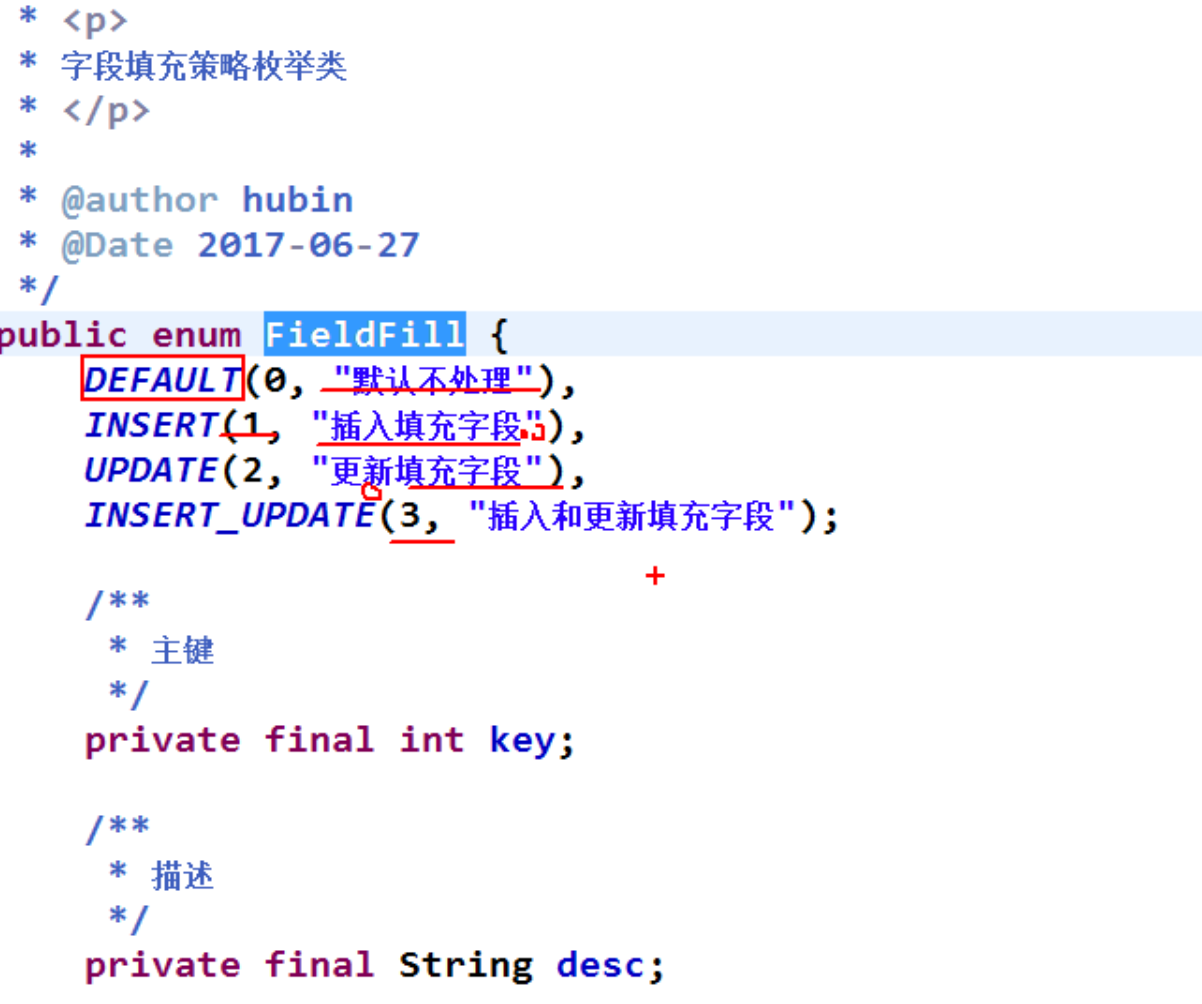 * <p>
* 字段填充策略枚举类
* </p>
*
* @author hubin
* @Date 2017-06-27
*/
public enum FieldFill {
DEFAULT(0, "默认不处理"),
INSERT(1, "插入填充字段"),
UPDATE(2, "更新填充字段"),
INSERT_UPDATE(3, "插入和更新填充字段");
/**
* 主键
*/
private final int key;
/**
* 描述
*/
private final String desc;